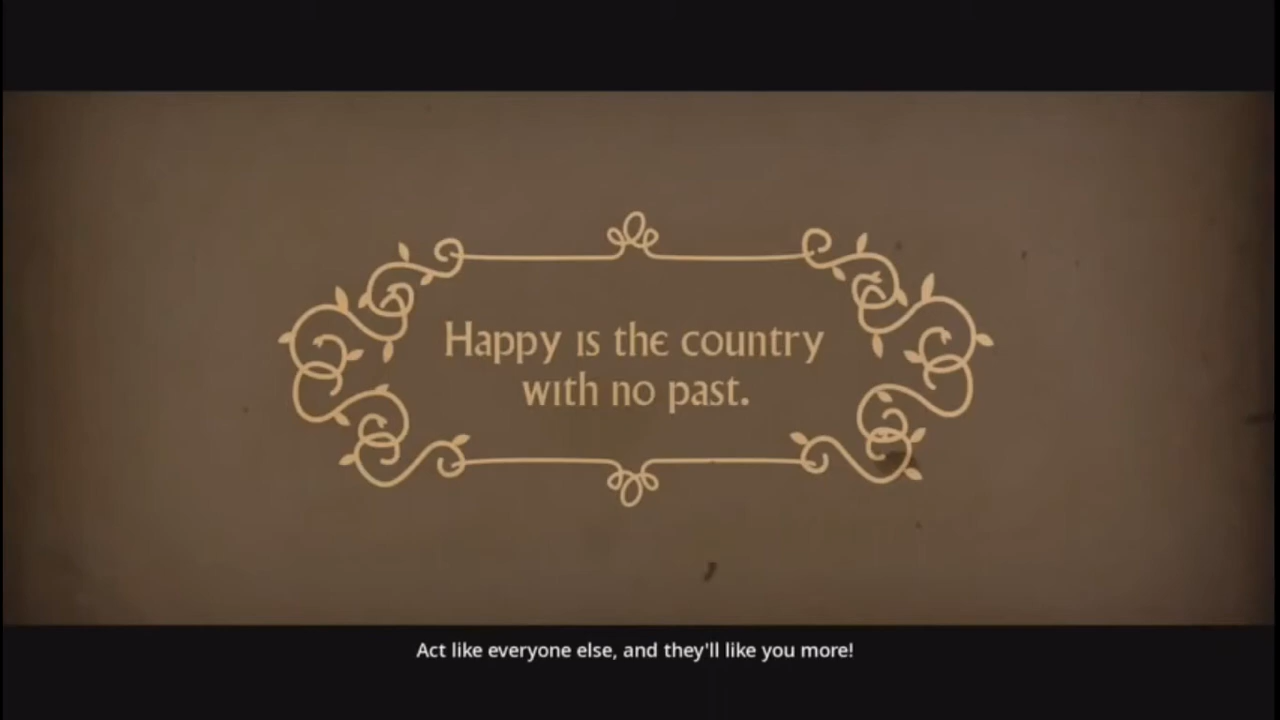 Happy is the country
with no past.
Act like everyone else, and they'll like you more!